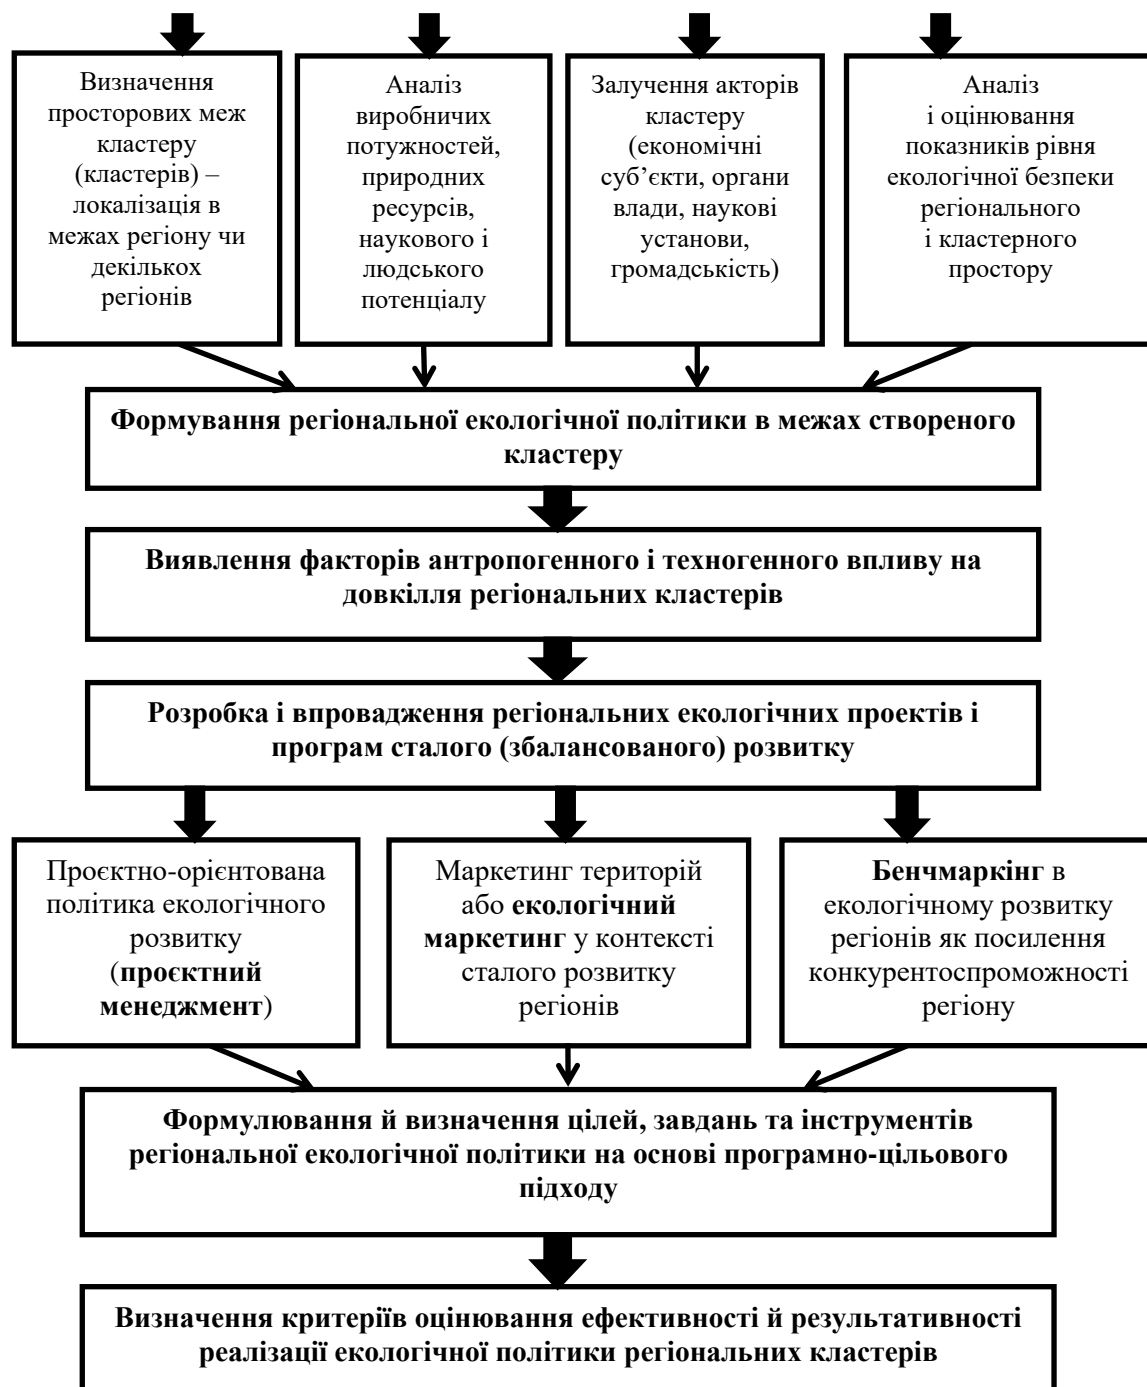 Визначення
просторових меж
кластеру
(кластерів) –
локалізація в
межах регіону чи
декількох
регіонів
Аналіз
виробничих
потужностей,
природних
ресурсів,
наукового і
людського
потенціалу
Залучення акторів
кластеру
(економічні
суб’єкти, органи
влади, наукові
установи,
громадськість)
Аналіз
і оцінювання
показників рівня
екологічної безпеки
регіонального
і кластерного
простору
Формування регіональної екологічної політики в межах створеного
кластеру
Виявлення факторів антропогенного і техногенного впливу на
довкілля регіональних кластерів
Розробка і впровадження регіональних екологічних проектів і
програм сталого (збалансованого) розвитку
Проєктно-орієнтована
політика екологічного
розвитку
(проєктний
менеджмент)
Маркетинг територій
або екологічний
маркетинг у контексті
сталого розвитку
регіонів
Бенчмаркінг в
екологічному розвитку
регіонів як посилення
конкурентоспроможності
регіону
Формулювання й визначення цілей, завдань та інструментів
регіональної екологічної політики на основі програмно-цільового
підходу
Визначення критеріїв оцінювання ефективності й результативності
реалізації екологічної політики регіональних кластерів